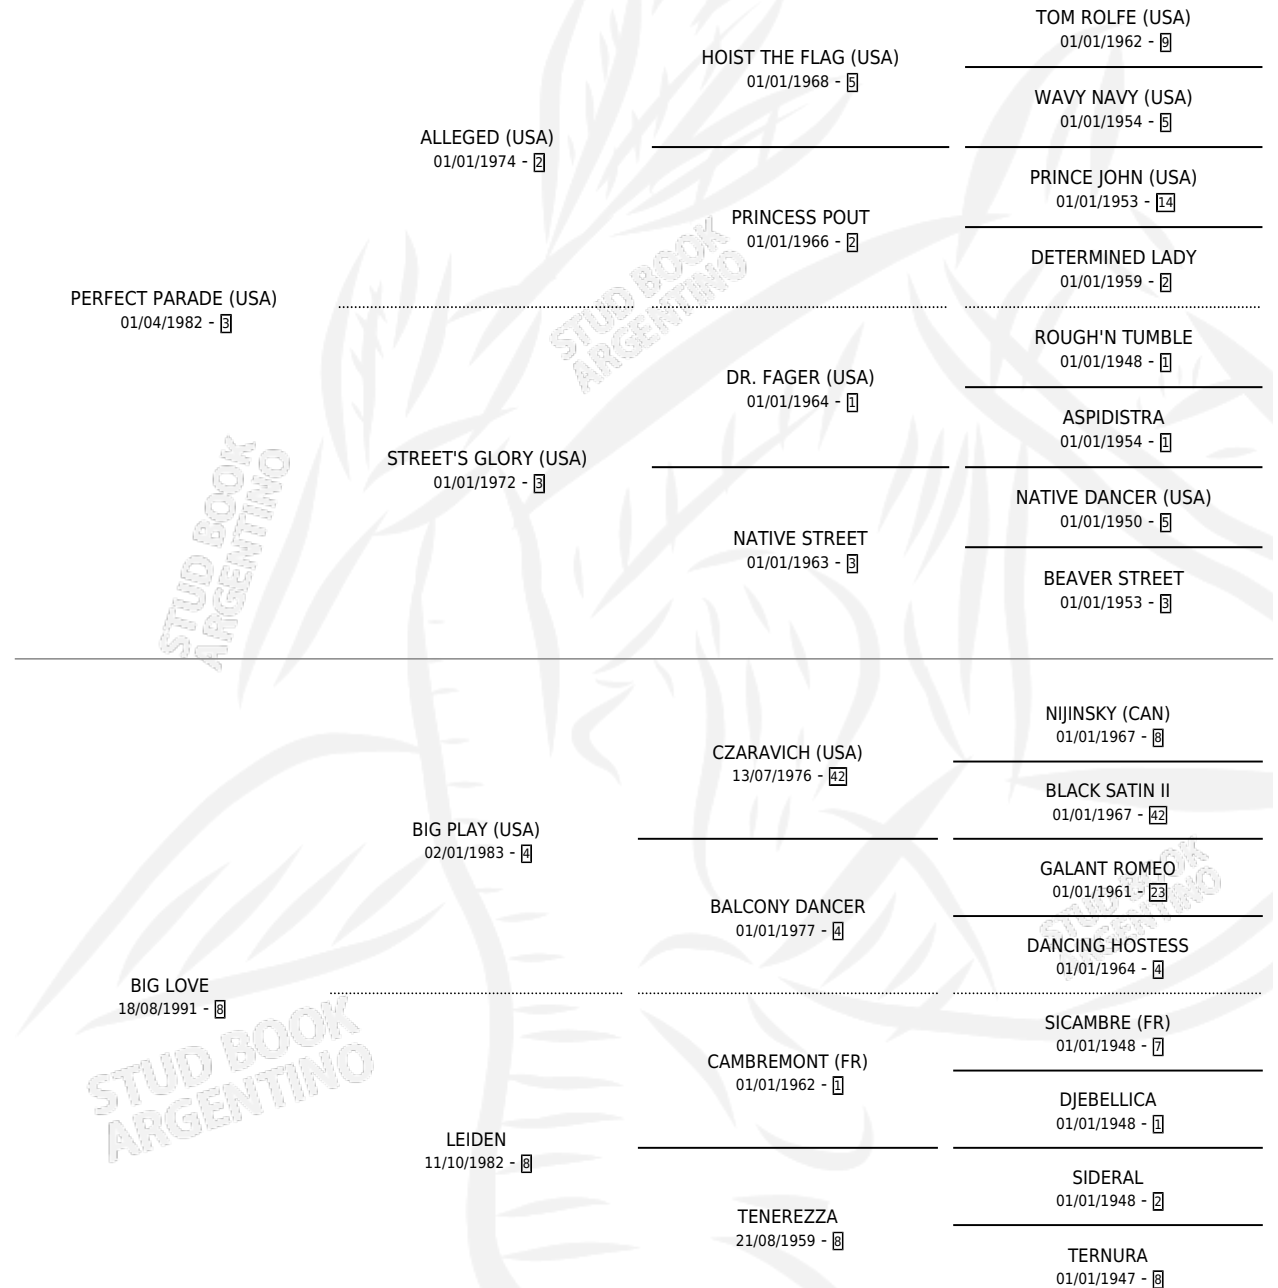 TOM ROLFE (USA)
01/01/1962 - 9
HOIST THE FLAG (USA)
01/01/1968 - 5
WAVY NAVY (USA)
01/01/1954 - 5
ALLEGED (USA)
01/01/1974 - 2
PRINCE JOHN (USA)
01/01/1953 - 14
PRINCESS POUT
01/01/1966 - 2
DETERMINED LADY
01/01/1959 - 2
PERFECT PARADE (USA)
01/04/1982 - 3
ROUGH'N TUMBLE
01/01/1948 - 1
DR. FAGER (USA)
01/01/1964 - 1
ASPIDISTRA
01/01/1954 - 1
STREET'S GLORY (USA)
01/01/1972 - 3
NATIVE DANCER (USA)
01/01/1950 - 5
NATIVE STREET
01/01/1963 - 3
BEAVER STREET
01/01/1953 - 3
NIJINSKY (CAN)
01/01/1967 - 8
CZARAVICH (USA)
13/07/1976 - 42
BLACK SATIN II
01/01/1967 - 42
BIG PLAY (USA)
02/01/1983 - 4
GALANT ROMEO
01/01/1961 - 23
BALCONY DANCER
01/01/1977 - 4
DANCING HOSTESS
01/01/1964 - 4
BIG LOVE
18/08/1991 - 8
SICAMBRE (FR)
01/01/1948 - 7
CAMBREMONT (FR)
01/01/1962 - 1
DJEBELLICA
01/01/1948 - 1
LEIDEN
11/10/1982 - 8
SIDERAL
01/01/1948 - 2
TENEREZZA
21/08/1959 - 8
TERNURA
01/01/1947 - 8
STUD BOOK
ARGENTINO
STUD BOOK
ARGENTINO
STUD BOOK
ARGENTINO
STUD BOOK
ARGENTINO